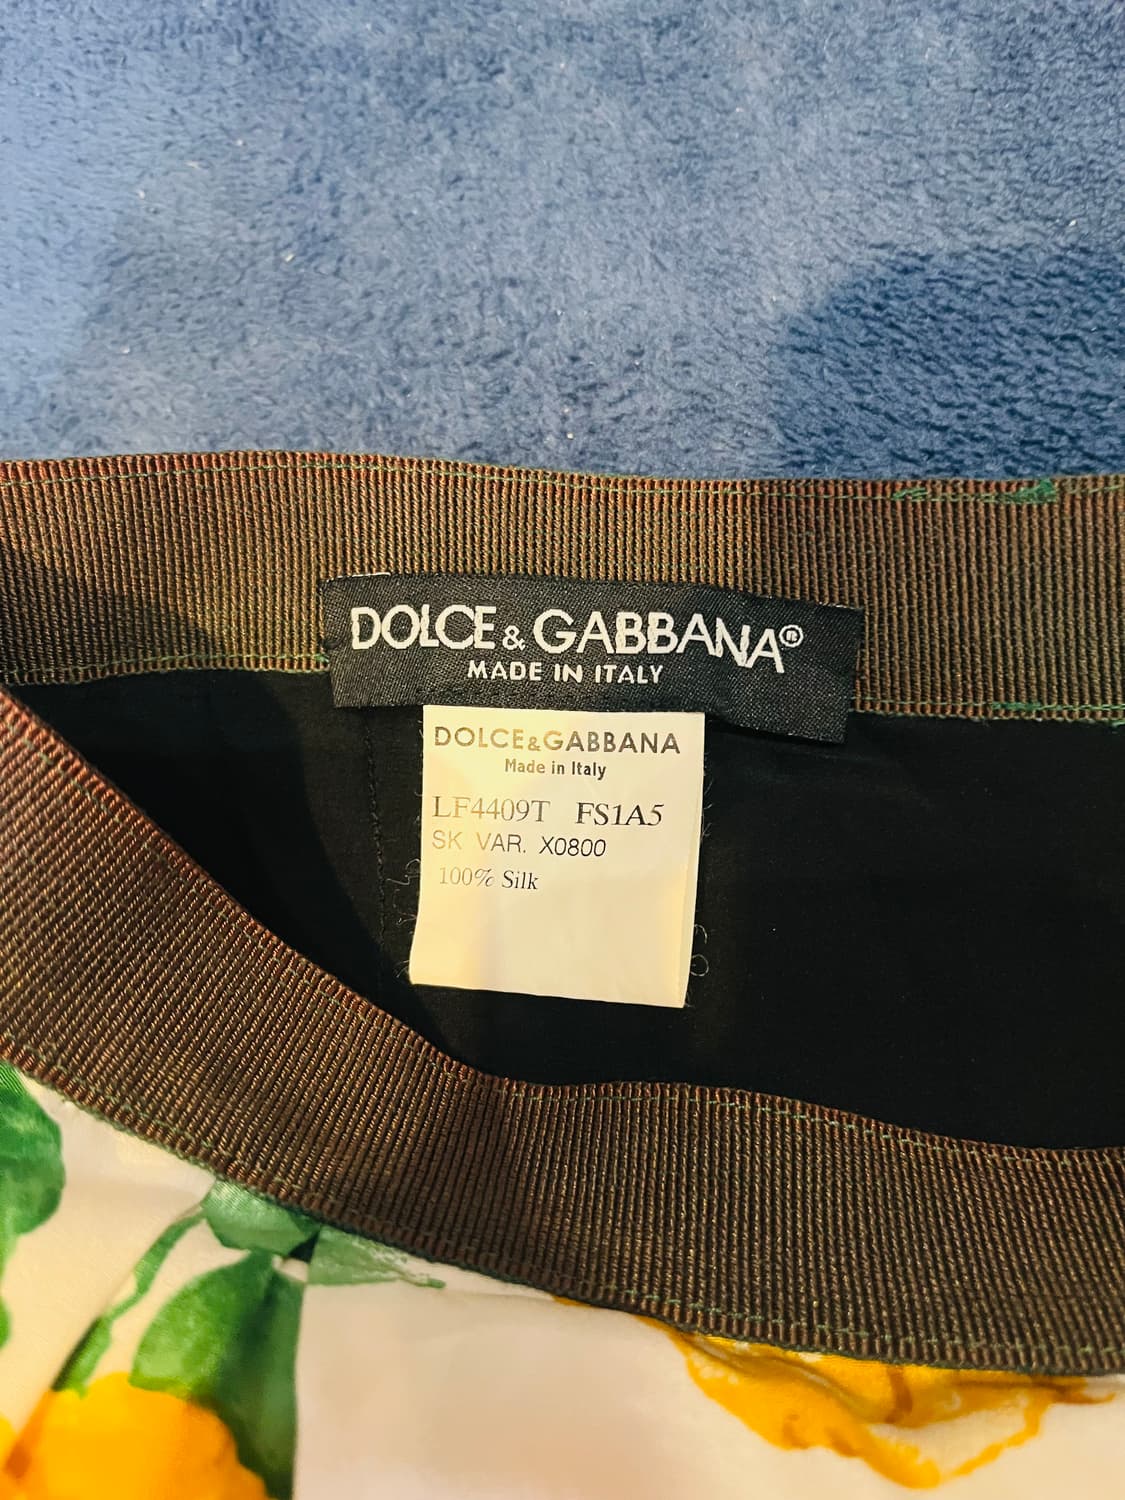 DOLCE & GABBANA®
MADE IN ITALY
DOLCE&GABBANA
Made in Italy
LF4409T FS1A5
SK VAR. X0800
100% Silk